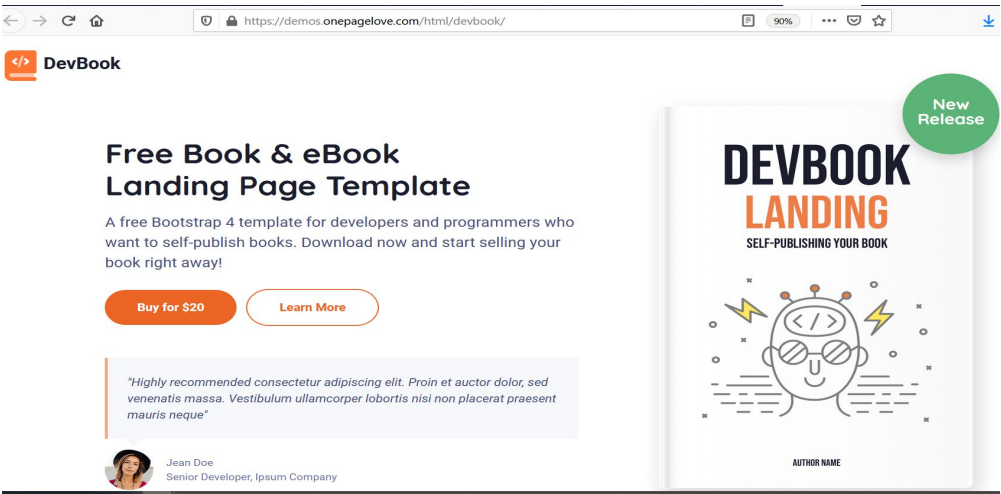 https://demos.onepagelove.com/html/devbook/
90%
</> DevBook
New
Release
Free Book & eBook
Landing Page Template
A free Bootstrap 4 template for developers and programmers who
want to self-publish books. Download now and start selling your
book right away!
Buy for $20
Learn More
"Highly recommended consectetur adipiscing elit. Proin et auctor dolor, sed
venenatis massa. Vestibulum ullamcorper lobortis nisi non placerat praesent
mauris neque"
Jean Doe
Senior Developer, Ipsum Company
DEVBOOK
LANDING
SELF-PUBLISHING YOUR BOOK
</>
AUTHOR NAME